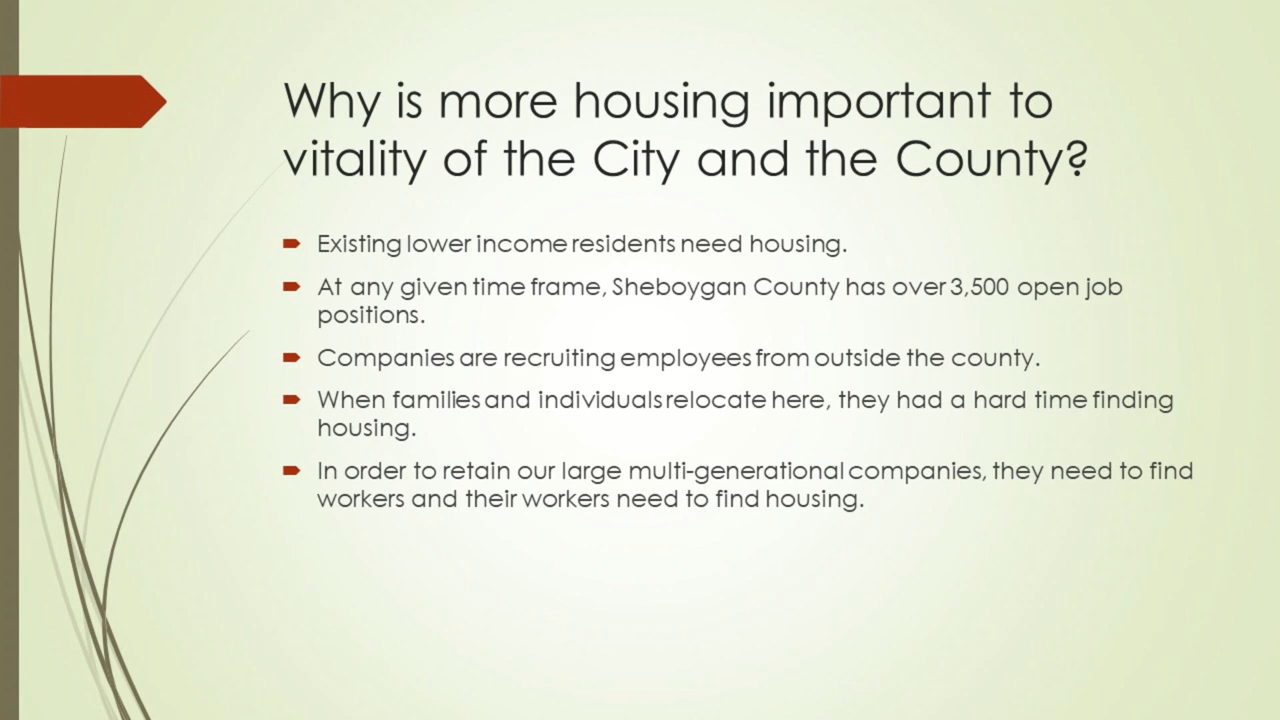 Why is more housing important to
vitality of the City and the County?
Existing lower income residents need housing.
At any given time frame, Sheboygan County has over 3,500 open job
positions.
Companies are recruiting employees from outside the county.
When families and individuals relocate here, they had a hard time finding
housing.
In order to retain our large multi-generational companies, they need to find
workers and their workers need to find housing.